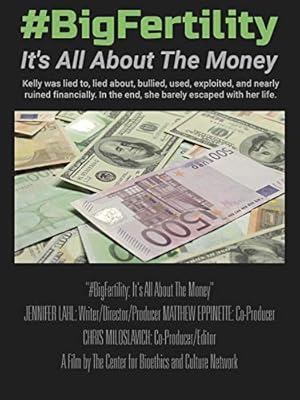 #BigFertility
It's All About The Money
Kelly was lied to, lied about, bullied, used, exploited, and nearly
ruined financially. In the end, she barely escaped with her life.
100
500
500
"#BigFertility: It's All About The Money"
JENNIFER LAHL: Writer/Director/Producer MATTHEW EPPINETTE: Co-Producer
CHRIS MILOSLAVICH: Co-Producer/Editor
A Film by The Center for Bioethics and Culture Network